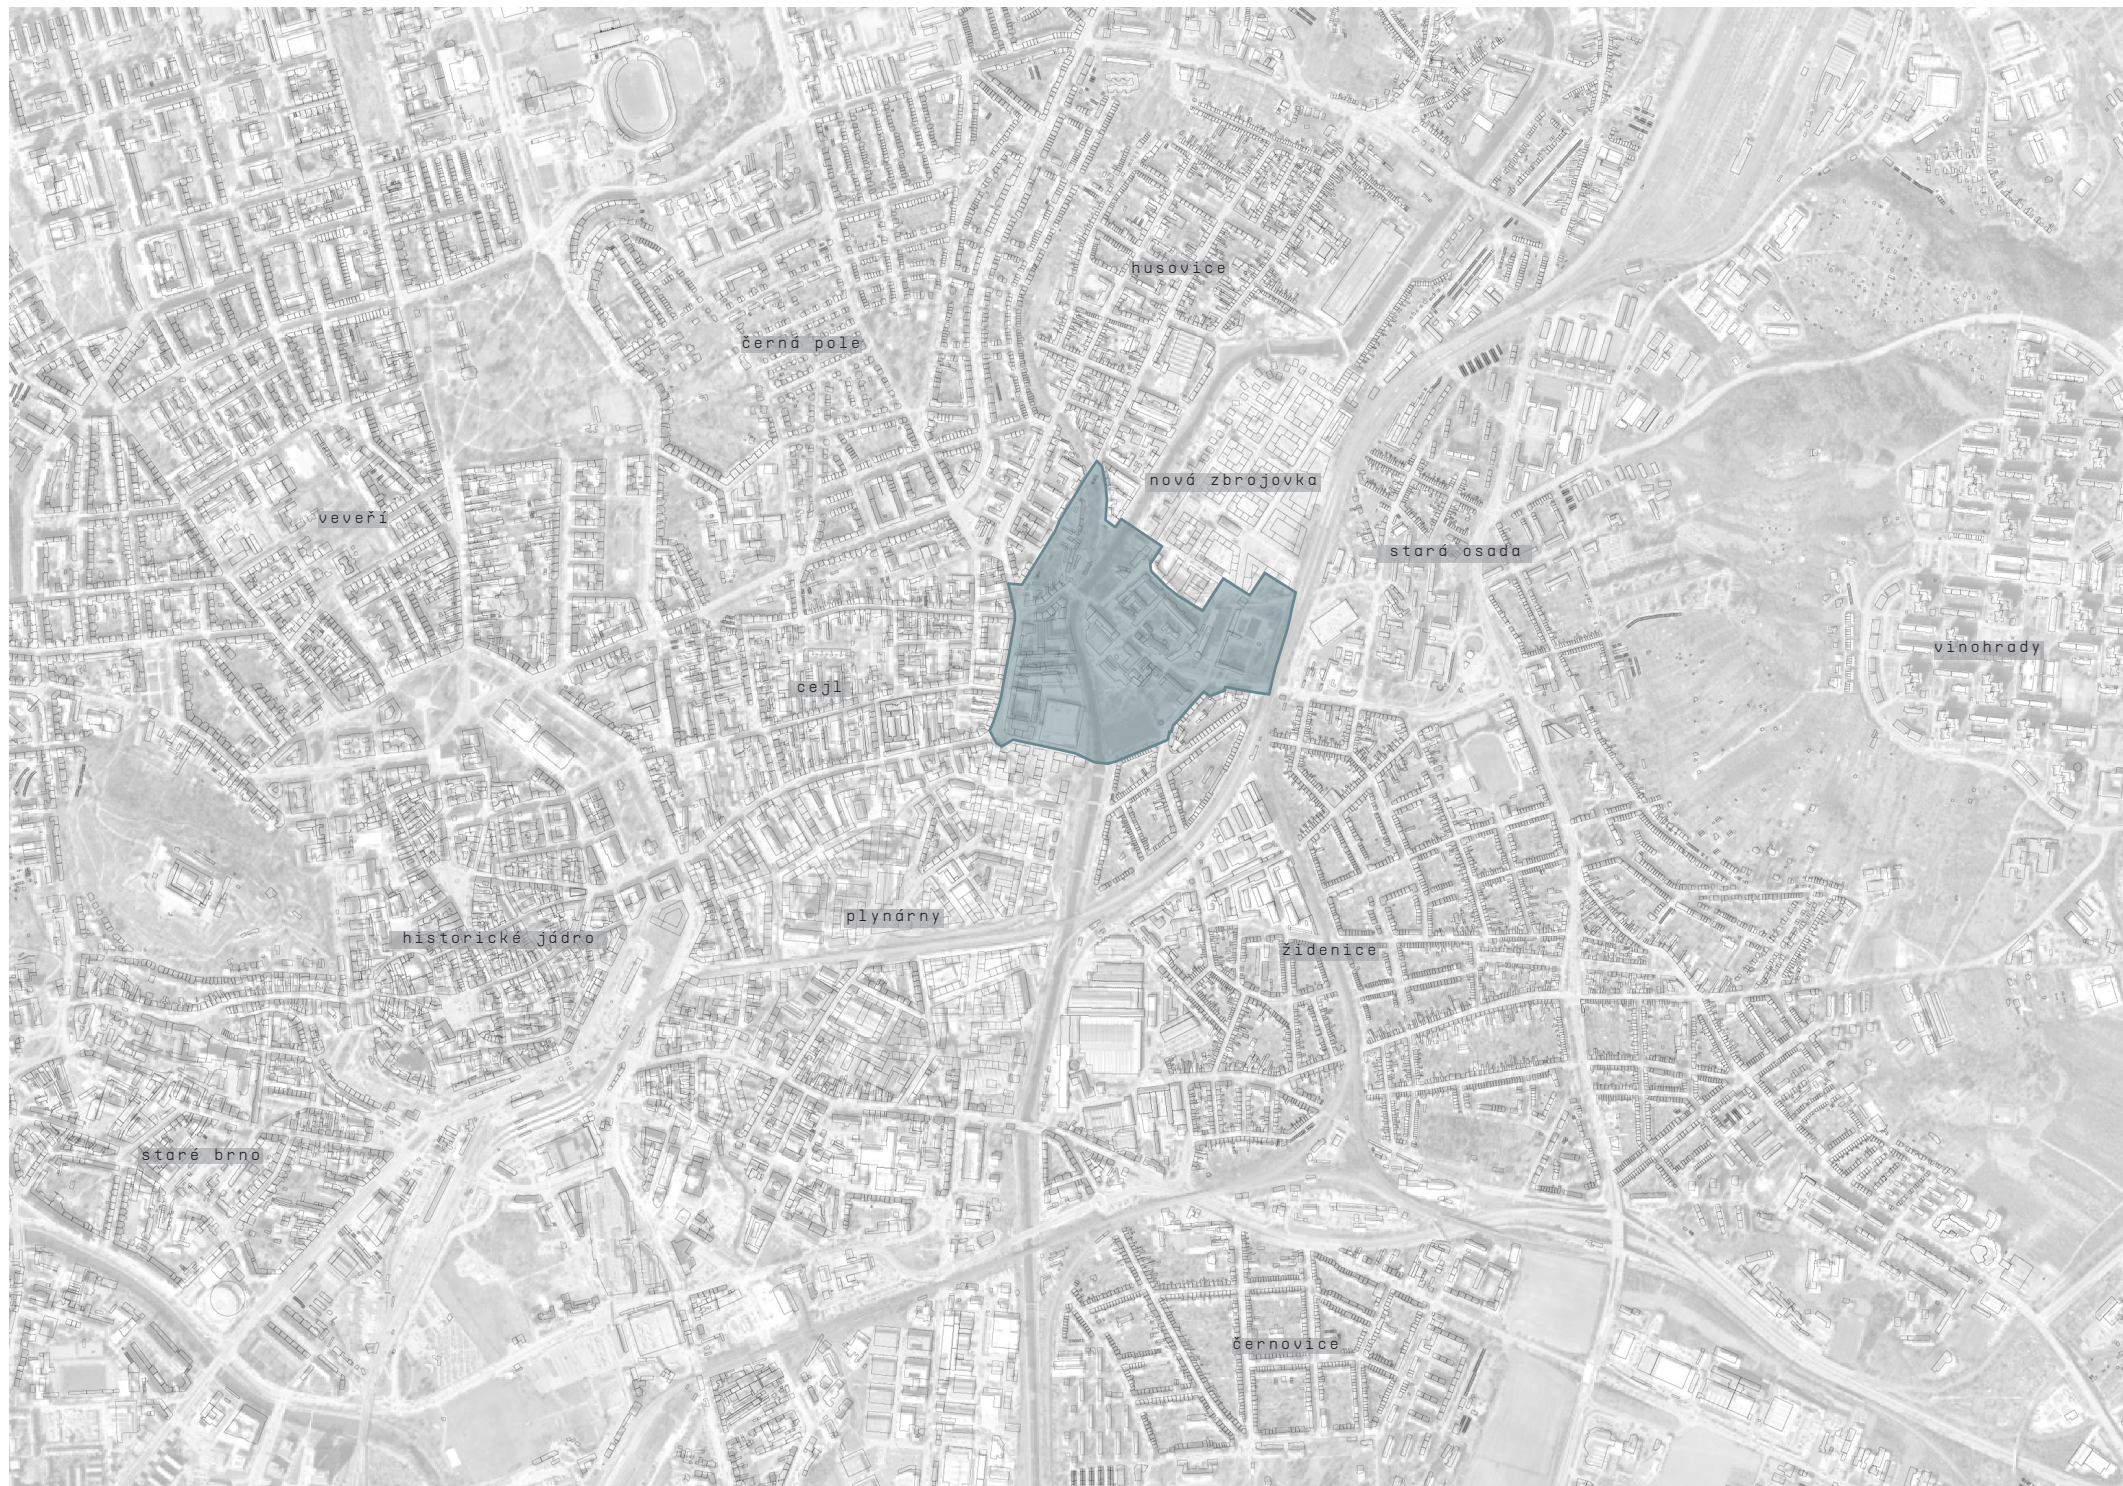 husovice
černá pole
nová zbrojovka
veveří
stará osada
vinohrady
cejl
plynárny
historické jádro
židenice
staré brno
černovice